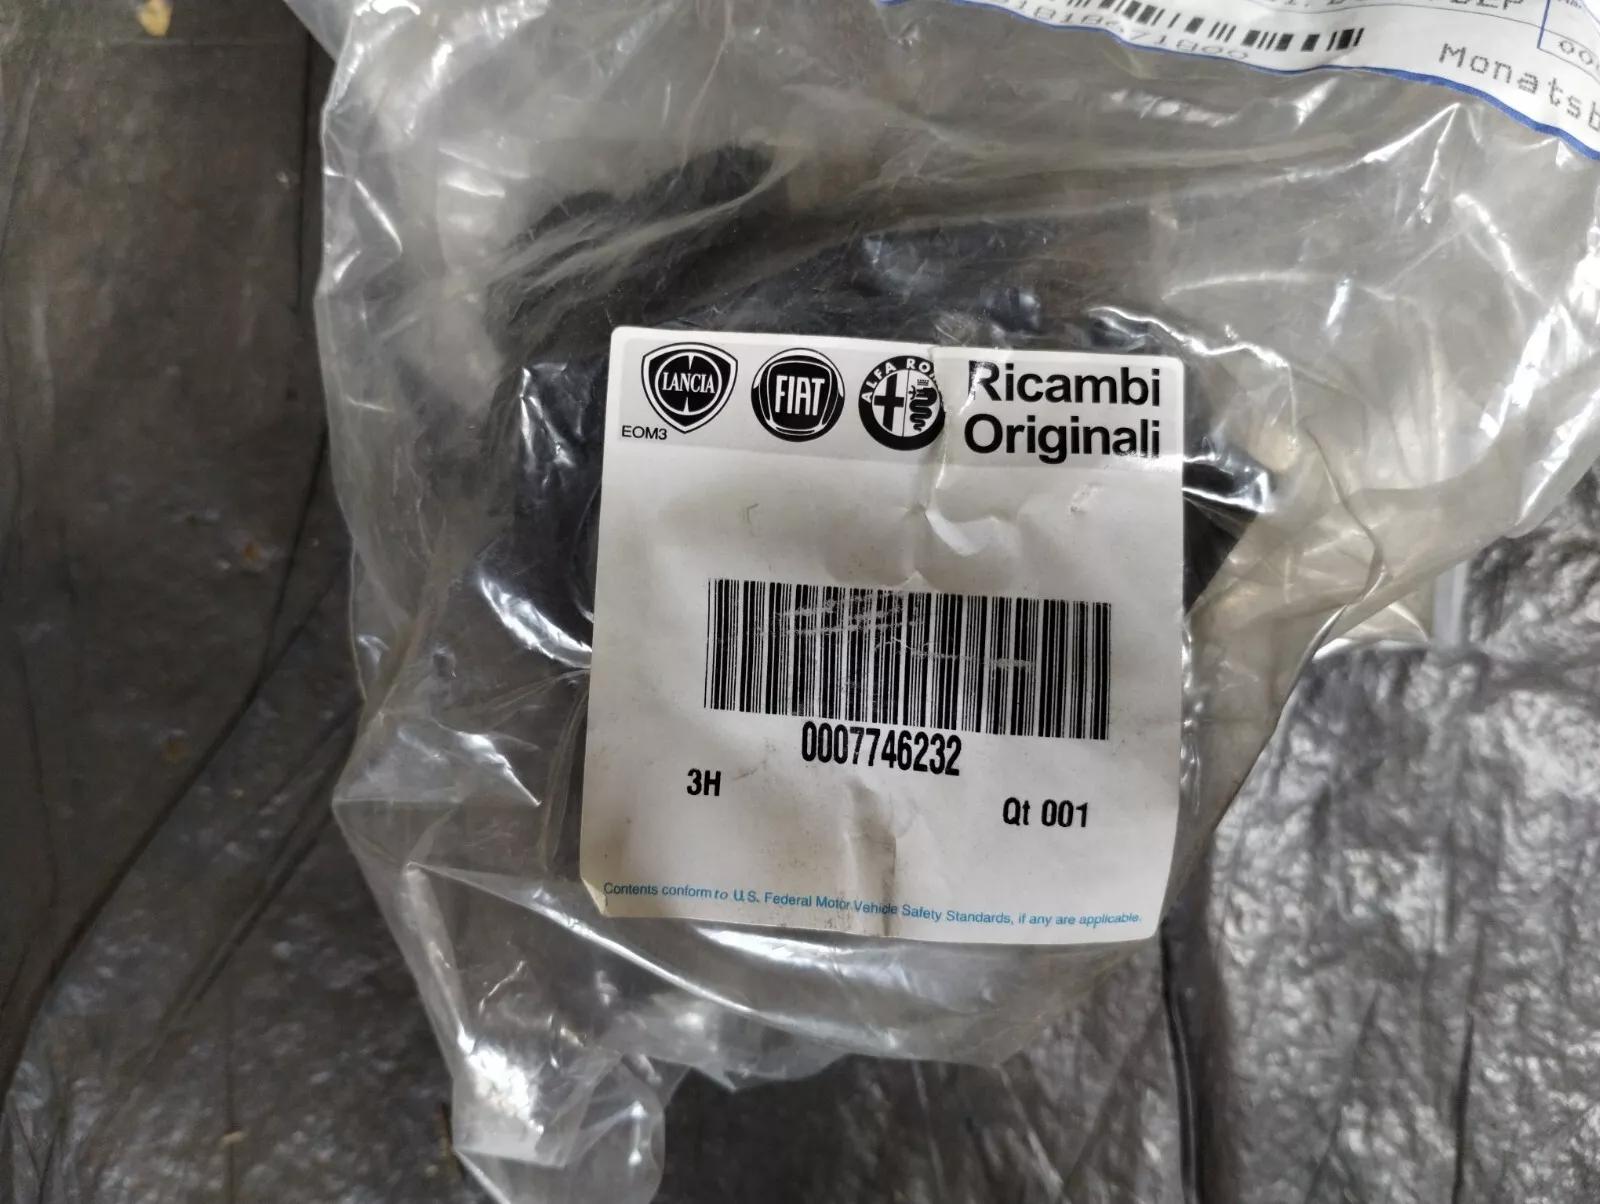 Monatsb
LANCIA
FIAT
ALFA RO
Ricambi
Originali
EOM3
0007746232
3H
Qt 001
Contents conform to U.S. Federal Motor Vehicle Safety Standards, if any are applicable.